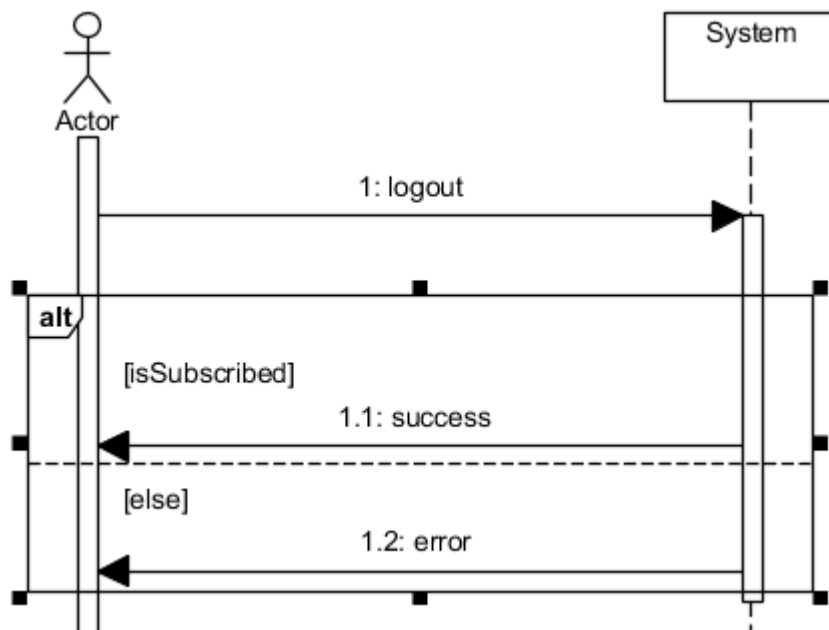 System
Actor
1: logout
alt
[isSubscribed]
1.1: success
[else]
1.2: error